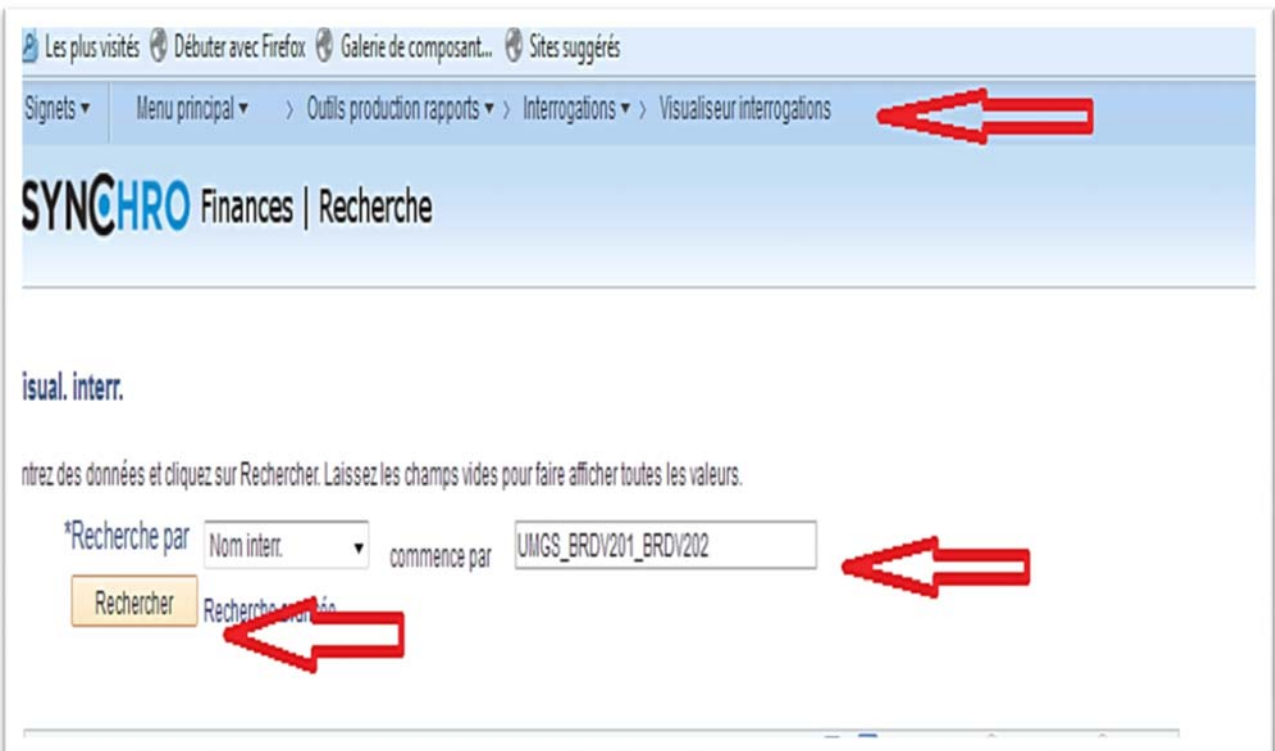 Les plus visités Débuter avec Firefox Galerie de composant... Sites suggérés
Signets ▾ Menu principal ▾ > Outils production rapports ▾ > Interrogations ▾ > Visualiseur interrogations
SYNCHRO Finances | Recherche
isual. interr.
ntrez des données et cliquez sur Rechercher. Laissez les champs vides pour faire afficher toutes les valeurs.
*Recherche par Nom interr. ▾ commence par UMGS_BRDV201_BRDV202
Rechercher Recherche